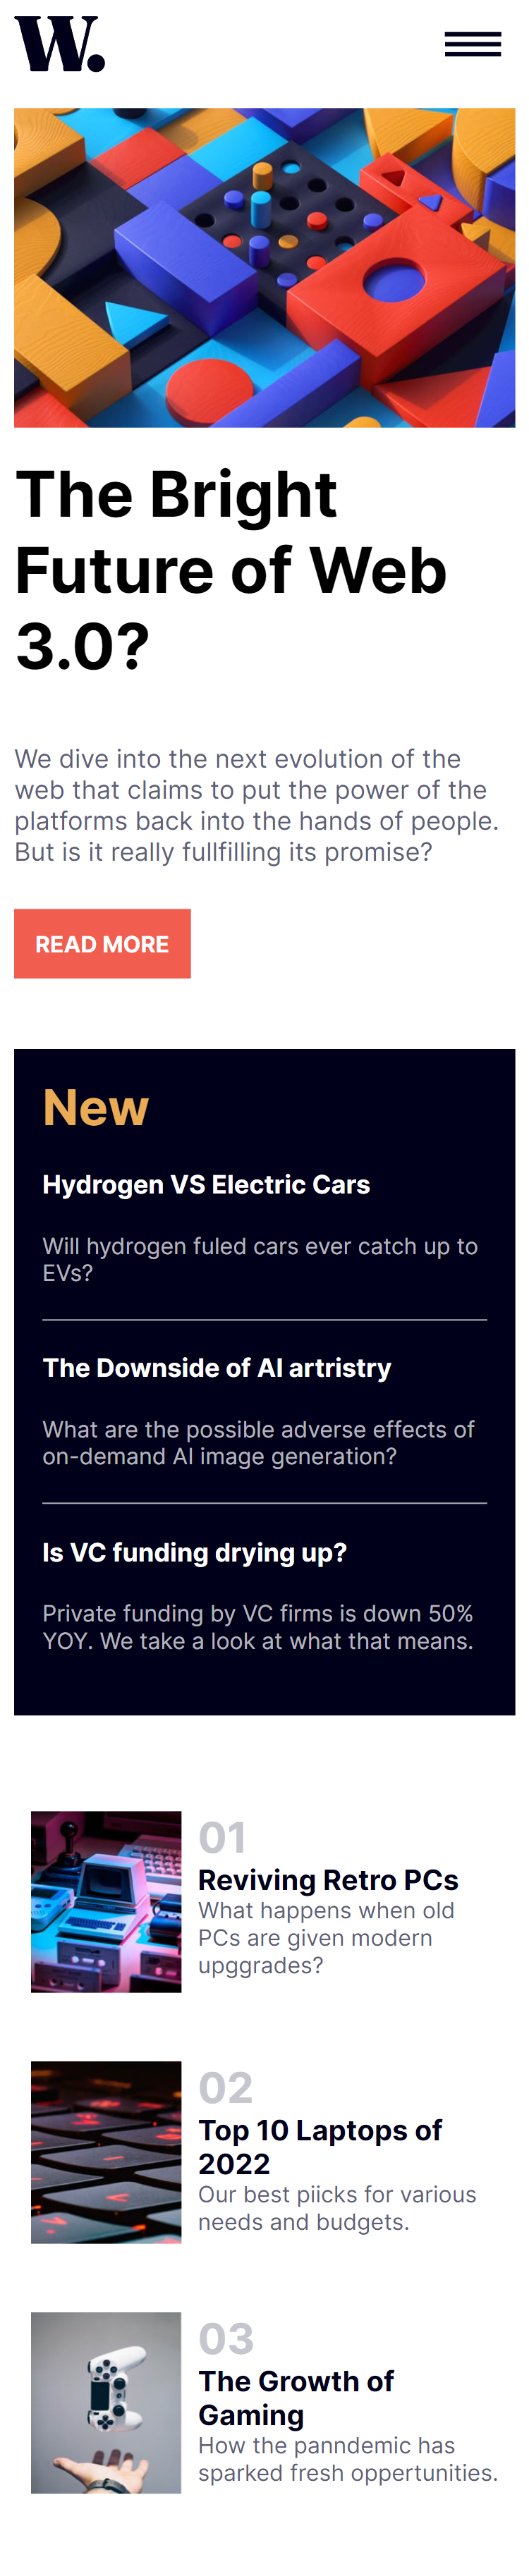 W.
The Bright
Future of Web
3.0?
We dive into the next evolution of the
web that claims to put the power of the
platforms back into the hands of people.
But is it really fullfilling its promise?
READ MORE
New
Hydrogen VS Electric Cars
Will hydrogen fuled cars ever catch up to
EVs?
The Downside of AI artristry
What are the possible adverse effects of
on-demand AI image generation?
Is VC funding drying up?
Private funding by VC firms is down 50%
YOY. We take a look at what that means.
01
Reviving Retro PCs
What happens when old
PCs are given modern
upggrades?
02
Top 10 Laptops of
2022
Our best piicks for various
needs and budgets.
03
The Growth of
Gaming
How the panndemic has
sparked fresh oppertunities.